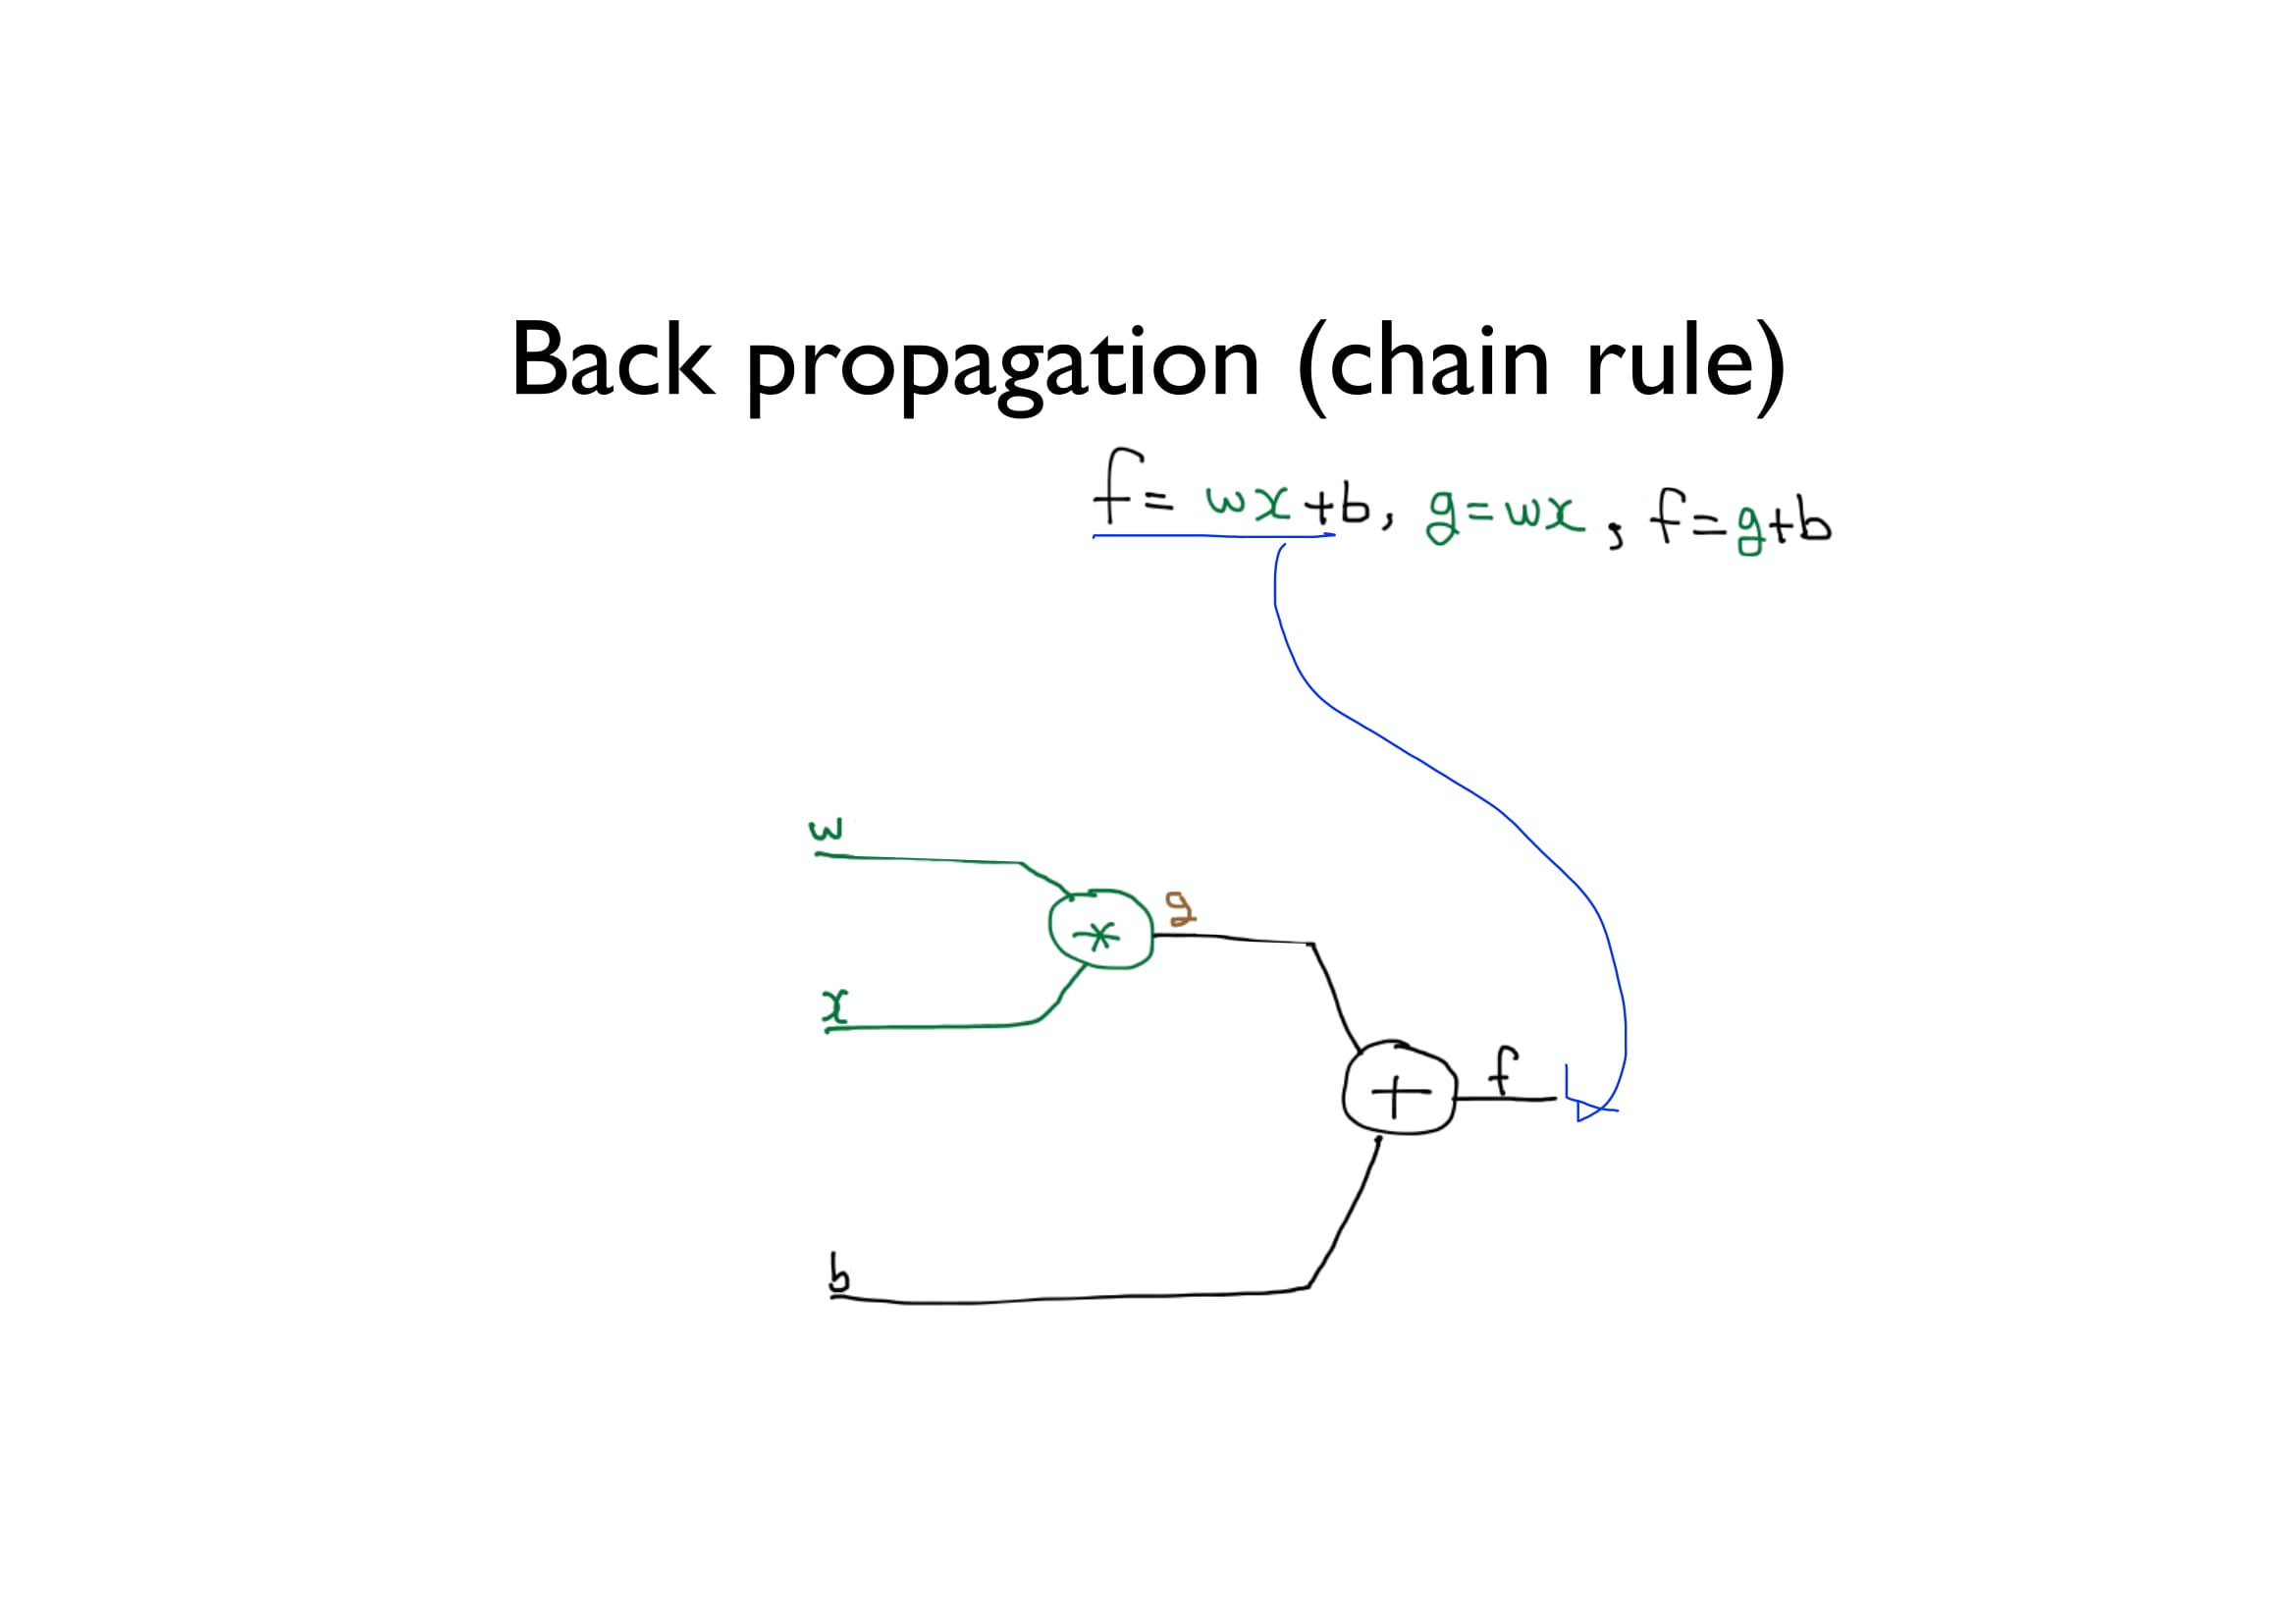 Back propagation (chain rule)
f = wx + b, g = wx, f = g + b
w
*
g
x
+
f
b